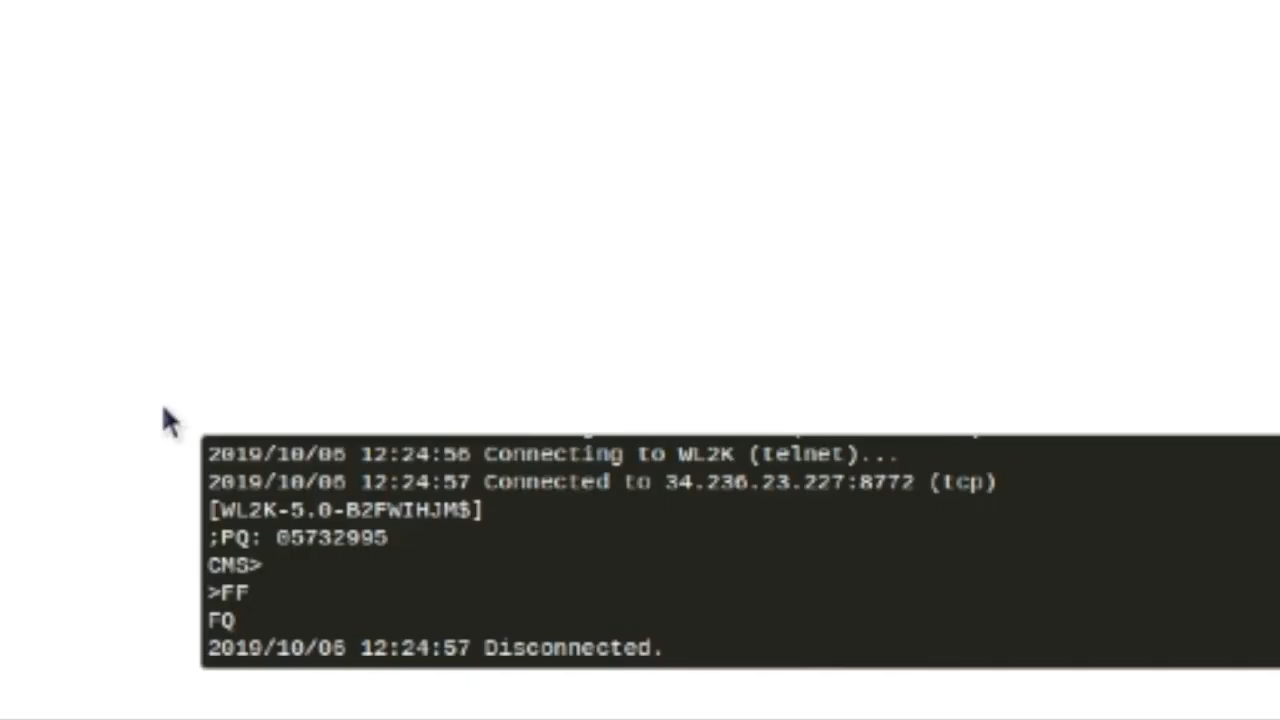 2019/10/06 12:24:56 Connecting to WL2K (telnet)...
2019/10/06 12:24:57 Connected to 34.236.23.227:8772 (tcp)
[WL2K-5.0-B2FWIHJM$]
;PQ: 05732995
CMS>
>FF
FQ
2019/10/06 12:24:57 Disconnected.